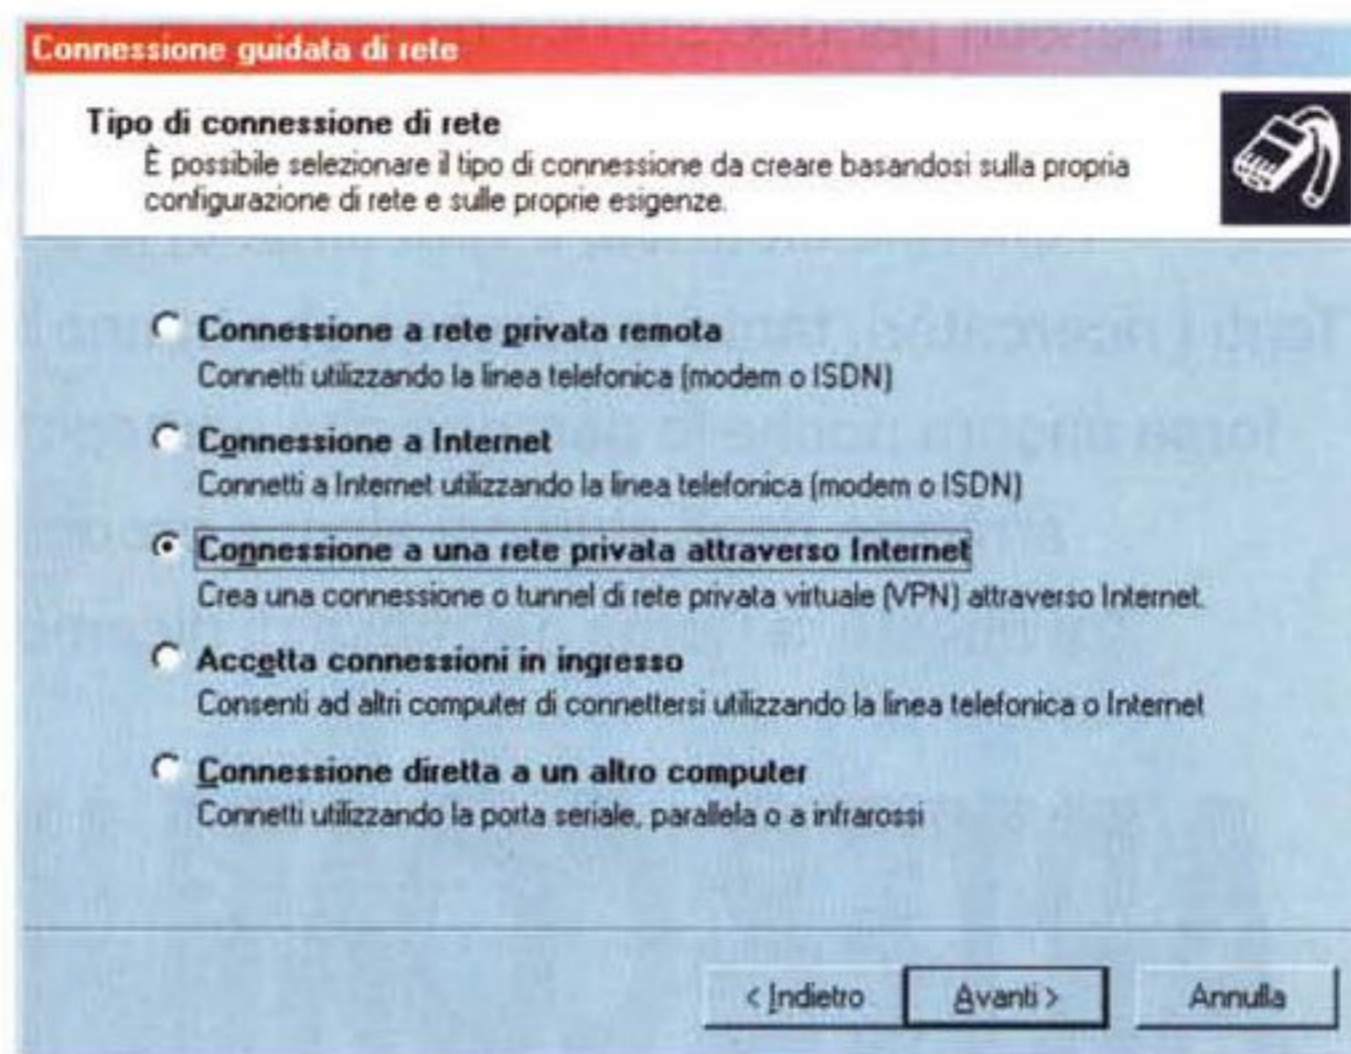 Connessione guidata di rete
Tipo di connessione di rete
È possibile selezionare il tipo di connessione da creare basandosi sulla propria
configurazione di rete e sulle proprie esigenze.
Connessione a rete privata remota
Connetti utilizzando la linea telefonica (modem o ISDN)
Connessione a Internet
Connetti a Internet utilizzando la linea telefonica (modem o ISDN)
Connessione a una rete privata attraverso Internet
Crea una connessione o tunnel di rete privata virtuale (VPN) attraverso Internet.
Accetta connessioni in ingresso
Consenti ad altri computer di connettersi utilizzando la linea telefonica o Internet
Connessione diretta a un altro computer
Connetti utilizzando la porta seriale, parallela o a infrarossi
< Indietro
Avanti >
Annulla